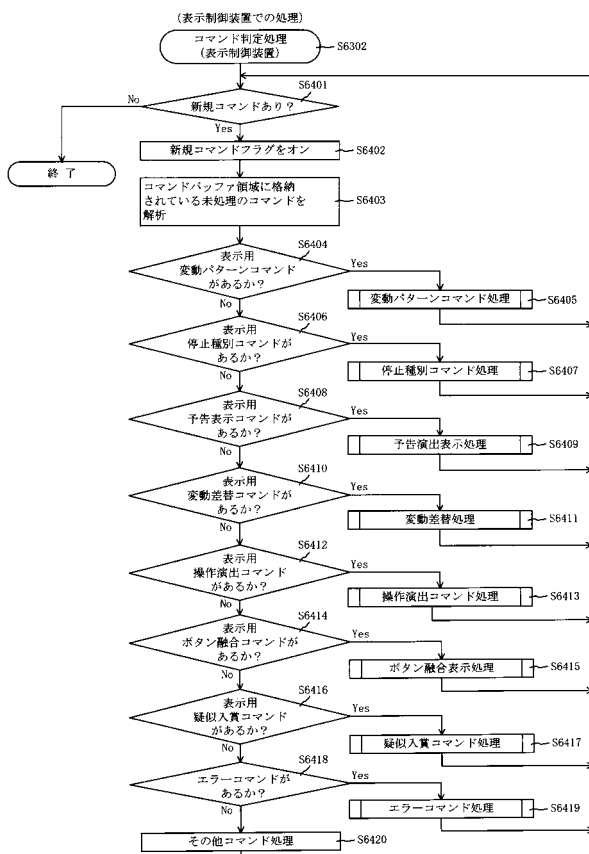 (表示制御装置での処理)
コマンド判定処理
(表示制御装置)
S6302
S6401
新規コマンドあり？
No
Yes
終了
新規コマンドフラグをオン
S6402
コマンドバッファ領域に格納
されている未処理のコマンドを
解析
S6403
S6404
表示用
変動パターンコマンド
があるか？
Yes
No
変動パターンコマンド処理
S6405
S6406
表示用
停止種別コマンドが
あるか？
Yes
No
停止種別コマンド処理
S6407
S6408
表示用
予告表示コマンドが
あるか？
Yes
No
予告演出表示処理
S6409
S6410
表示用
変動差替コマンドが
あるか？
Yes
No
変動差替処理
S6411
S6412
表示用
操作演出コマンド
があるか？
Yes
No
操作演出コマンド処理
S6413
S6414
表示用
ボタン融合コマンドが
あるか？
Yes
No
ボタン融合表示処理
S6415
S6416
表示用
疑似入賞コマンド
があるか？
Yes
No
疑似入賞コマンド処理
S6417
S6418
エラーコマンドが
あるか？
Yes
No
エラーコマンド処理
S6419
その他コマンド処理
S6420